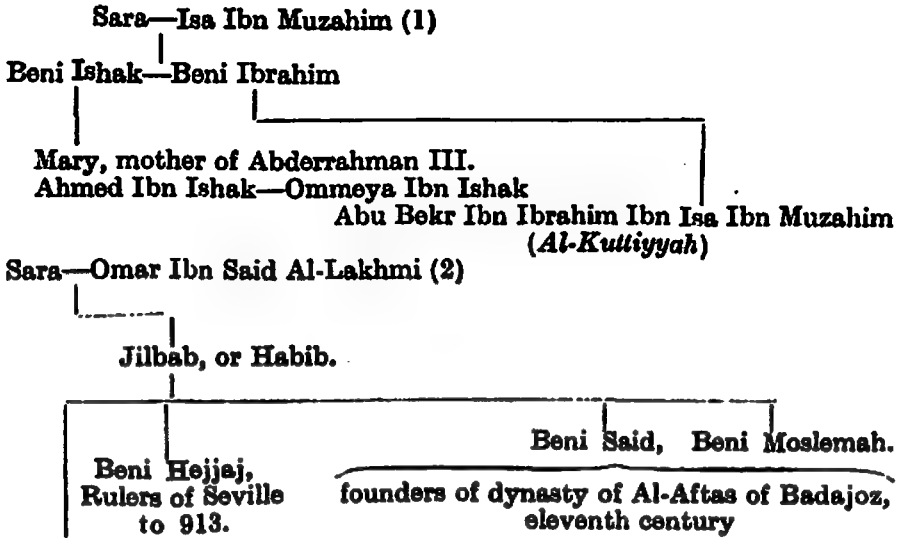 Sara—Isa Ibn Muzahim (1)
Beni Ishak—Beni Ibrahim
Mary, mother of Abderrahman III.
Ahmed Ibn Ishak—Ommeya Ibn Ishak
Abu Bekr Ibn Ibrahim Ibn Isa Ibn Muzahim
(Al-Kuttiyyah)
Sara—Omar Ibn Said Al-Lakhmi (2)
Jilbab, or Habib.
Beni Said, Beni Moslemah.
Beni Hejjaj,
Rulers of Seville
to 913.
founders of dynasty of Al-Aftas of Badajoz,
eleventh century